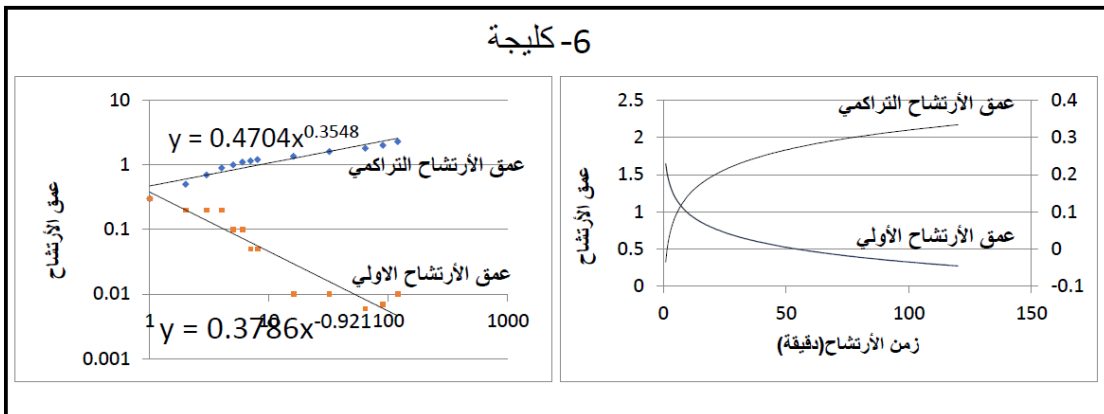 6- كليجة
10
1
0.1
0.01
0.001
1
10
100
1000
y = 0.4704x^0.3548
عمق الأرتشاح التراكمي
عمق الأرتشاح الاولي
y = 0.3786x^-0.921
عمق الأرتشاح
2.5
2
1.5
1
0.5
0
0.4
0.3
0.2
0.1
0
-0.1
عمق الأرتشاح التراكمي
عمق الأرتشاح الأولي
عمق الأرتشاح
0
50
100
150
زمن الأرتشاح(دقيقة)